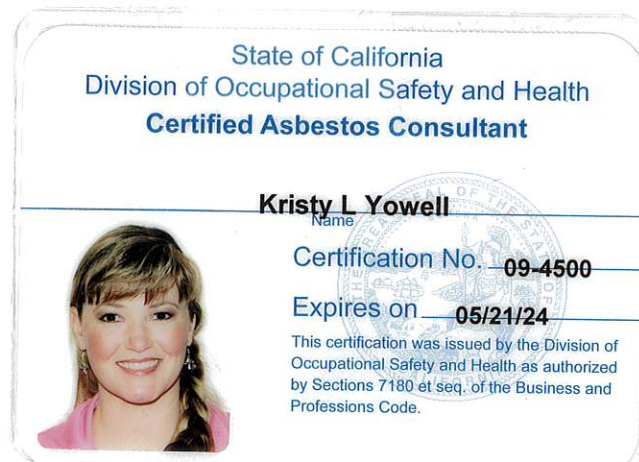 State of California
Division of Occupational Safety and Health
Certified Asbestos Consultant
Kristy L Yowell
Name
Certification No. 09-4500
Expires on 05/21/24
This certification was issued by the Division of
Occupational Safety and Health as authorized
by Sections 7180 et seq. of the Business and
Professions Code.